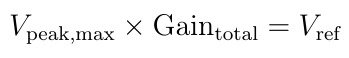 V_peak,max × Gain_total = V_ref